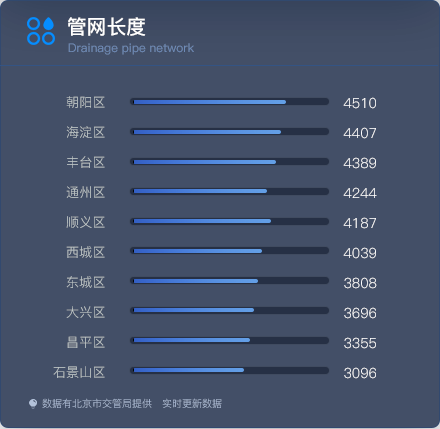 管网长度
Drainage pipe network
朝阳区 4510
海淀区 4407
丰台区 4389
通州区 4244
顺义区 4187
西城区 4039
东城区 3808
大兴区 3696
昌平区 3355
石景山区 3096
数据有北京市交管局提供 实时更新数据